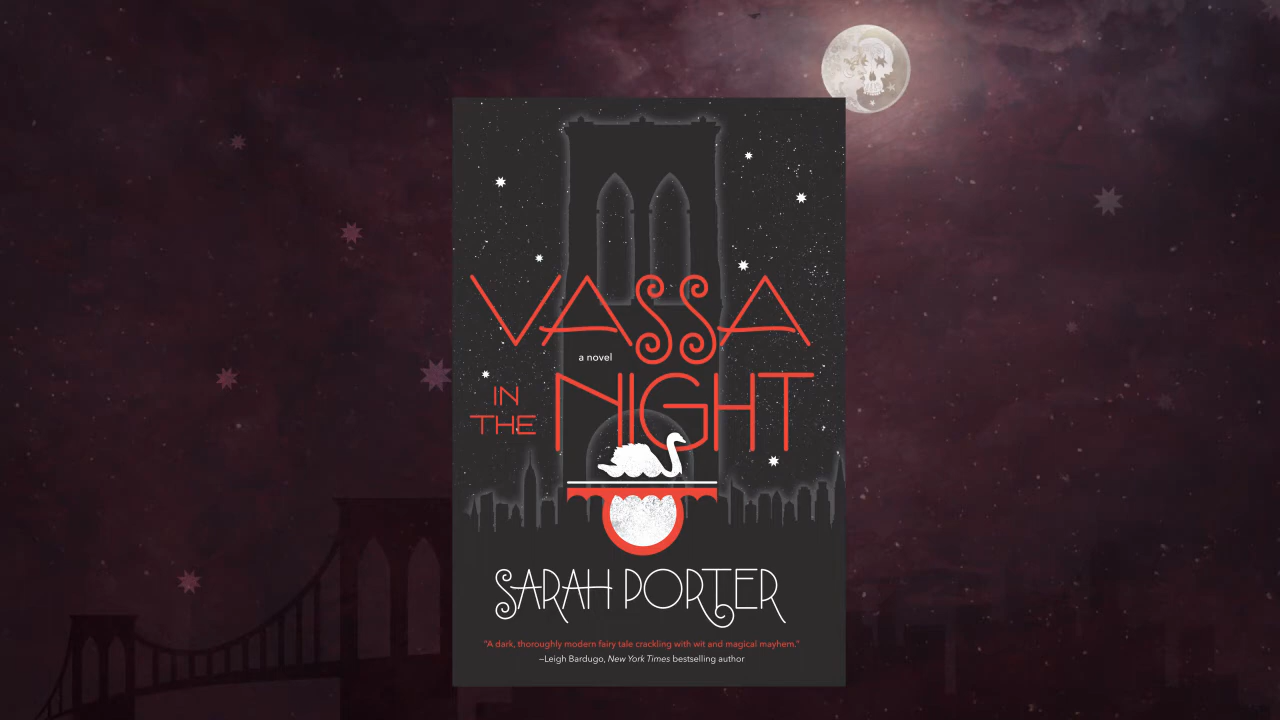 VASSA
a novel
IN
THE
NIGHT
SARAH PORTER
"A dark, thoroughly modern fairy tale crackling with wit and magical mayhem."
–Leigh Bardugo, New York Times bestselling author